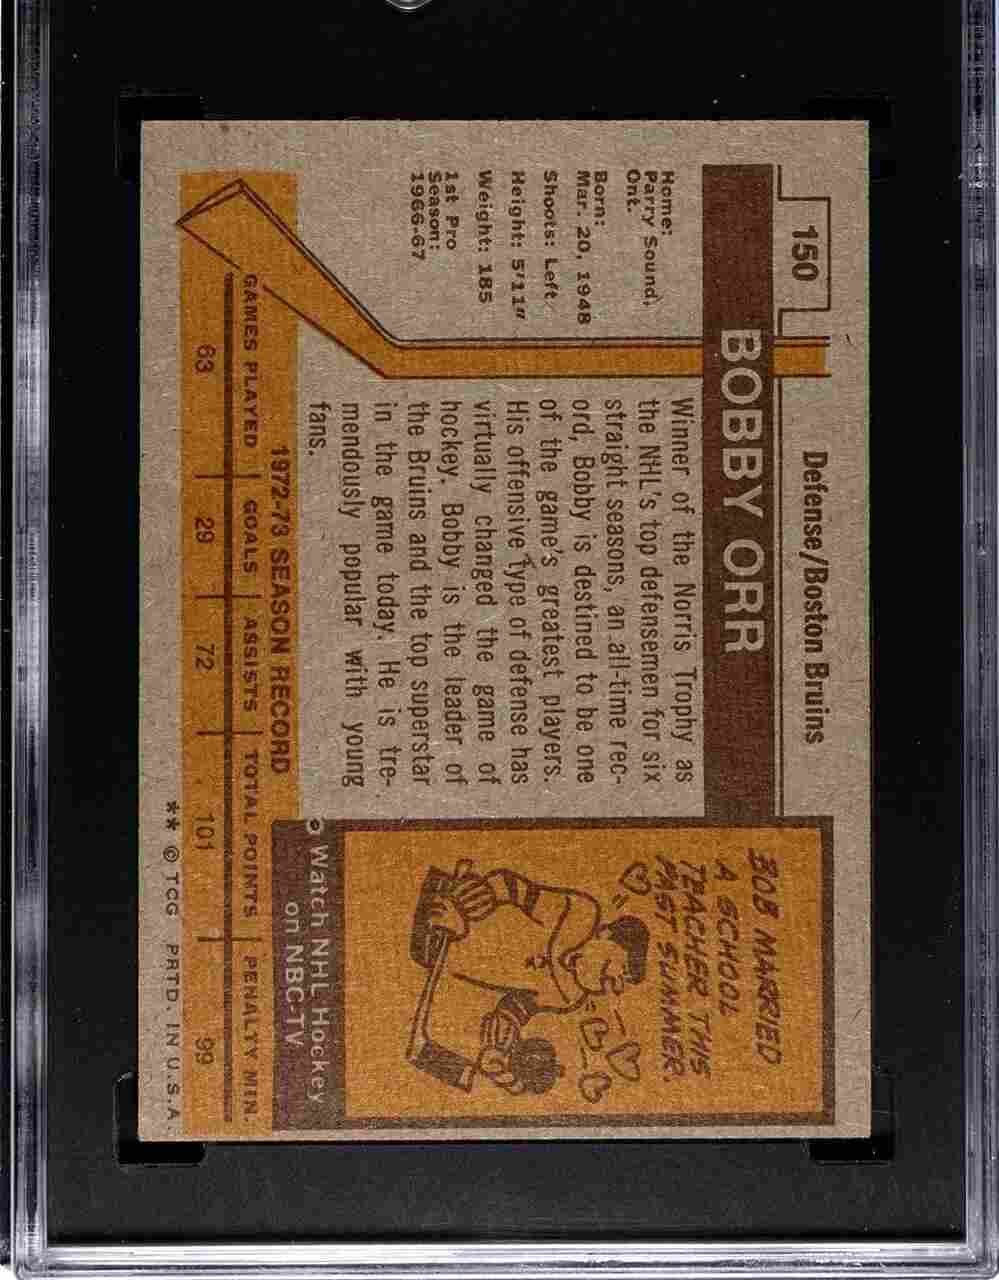 150
Defense/Boston Bruins
BOBBY ORR
Home:
Parry Sound,
Ont.
Born:
Mar. 20, 1948
Shoots: Left
Height: 5'11"
Weight: 185
1st Pro
Season:
1966-67
Winner of the Norris Trophy as
the NHL's top defensemen for six
straight seasons, an all-time rec-
ord, Bobby is destined to be one
of the game's greatest players.
His offensive type of defense has
virtually changed the game of
hockey. Bobby is the leader of
the Bruins and the top superstar
in the game today. He is tre-
mendously popular with young
fans.
BOB MARRIED
A SCHOOL
TEACHER THIS
PAST SUMMER.
Watch NHL Hockey
on NBC-TV
1972-73 SEASON RECORD
GAMES PLAYED GOALS ASSISTS TOTAL POINTS PENALTY MIN.
63 29 72 101 99
** © TCG PRTD. IN U.S.A.